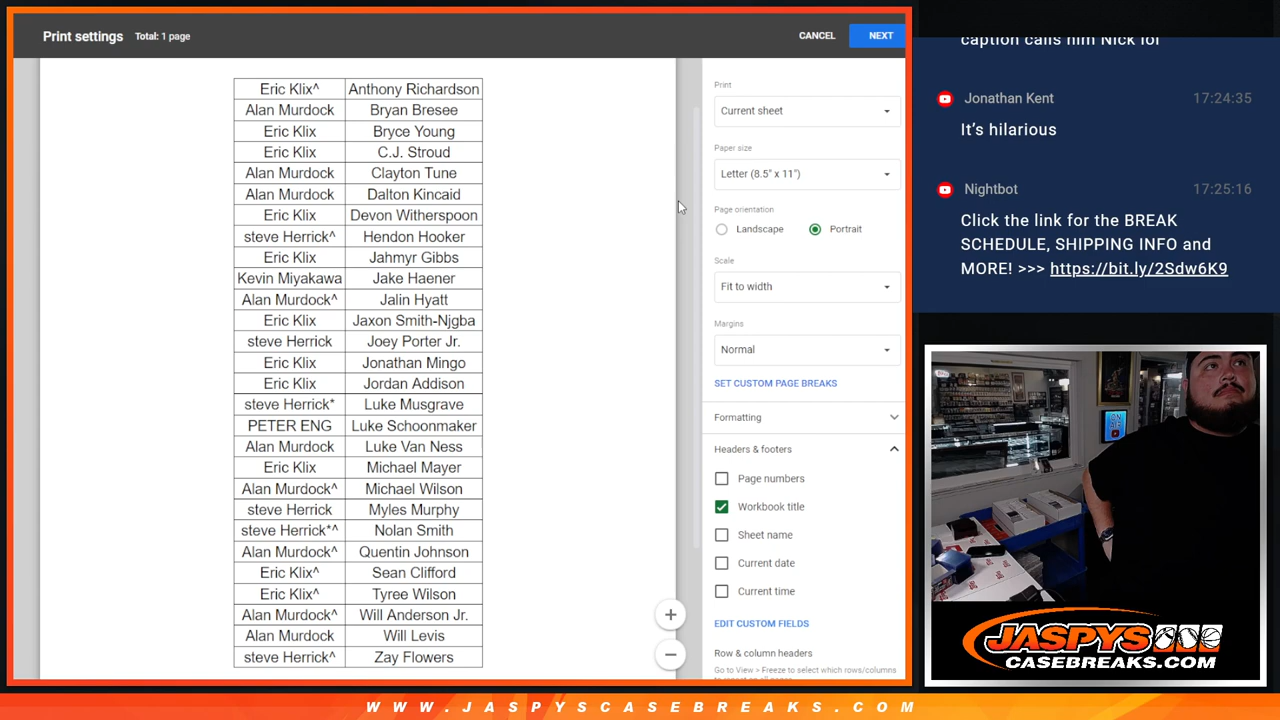 Print settings Total: 1 page CANCEL NEXT
Eric Klix^ Anthony Richardson
Alan Murdock Bryan Bresee
Eric Klix Bryce Young
Eric Klix C.J. Stroud
Alan Murdock Clayton Tune
Alan Murdock Dalton Kincaid
Eric Klix Devon Witherspoon
steve Herrick^ Hendon Hooker
Eric Klix Jahmyr Gibbs
Kevin Miyakawa Jake Haener
Alan Murdock^ Jalin Hyatt
Eric Klix Jaxon Smith-Njgba
steve Herrick Joey Porter Jr.
Eric Klix Jonathan Mingo
Eric Klix Jordan Addison
steve Herrick* Luke Musgrave
PETER ENG Luke Schoonmaker
Alan Murdock Luke Van Ness
Eric Klix Michael Mayer
Alan Murdock^ Michael Wilson
steve Herrick Myles Murphy
steve Herrick*^ Nolan Smith
Alan Murdock^ Quentin Johnson
Eric Klix^ Sean Clifford
Eric Klix^ Tyree Wilson
Alan Murdock^ Will Anderson Jr.
Alan Murdock Will Levis
steve Herrick^ Zay Flowers
Print
Current sheet
Paper size
Letter (8.5" x 11")
Page orientation
Landscape Portrait
Scale
Fit to width
Margins
Normal
SET CUSTOM PAGE BREAKS
Formatting
Headers & footers
Page numbers
Workbook title
Sheet name
Current date
Current time
EDIT CUSTOM FIELDS
Row & column headers
Go to View > Freeze to select which rows/columns
caption calls him Nick lol
Jonathan Kent 17:24:35
It's hilarious
Nightbot 17:25:16
Click the link for the BREAK
SCHEDULE, SHIPPING INFO and
MORE! >>> https://bit.ly/2Sdw6K9
JASPYS
CASEBREAKS.COM
WWW.JASPYSCASEBREAKS.COM